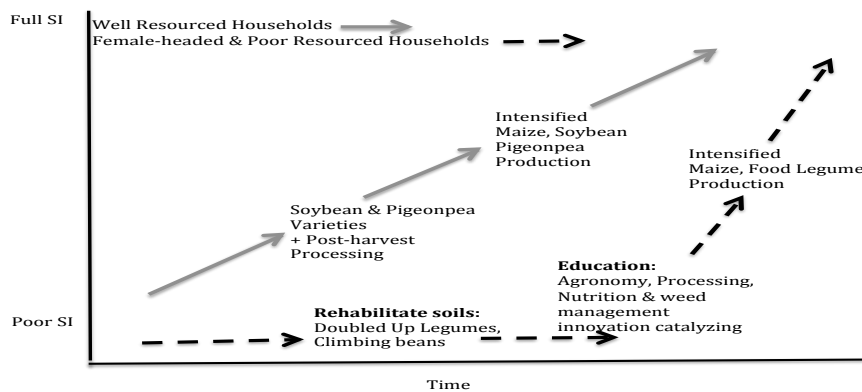 Full SI
Well Resourced Households
Female-headed & Poor Resourced Households
Intensified
Maize, Soybean
Pigeonpea
Production
Intensified
Maize, Food Legume
Production
Soybean & Pigeonpea
Varieties
+ Post-harvest
Processing
Education:
Agronomy, Processing,
Nutrition & weed
management
innovation catalyzing
Rehabilitate soils:
Doubled Up Legumes,
Climbing beans
Poor SI
Time